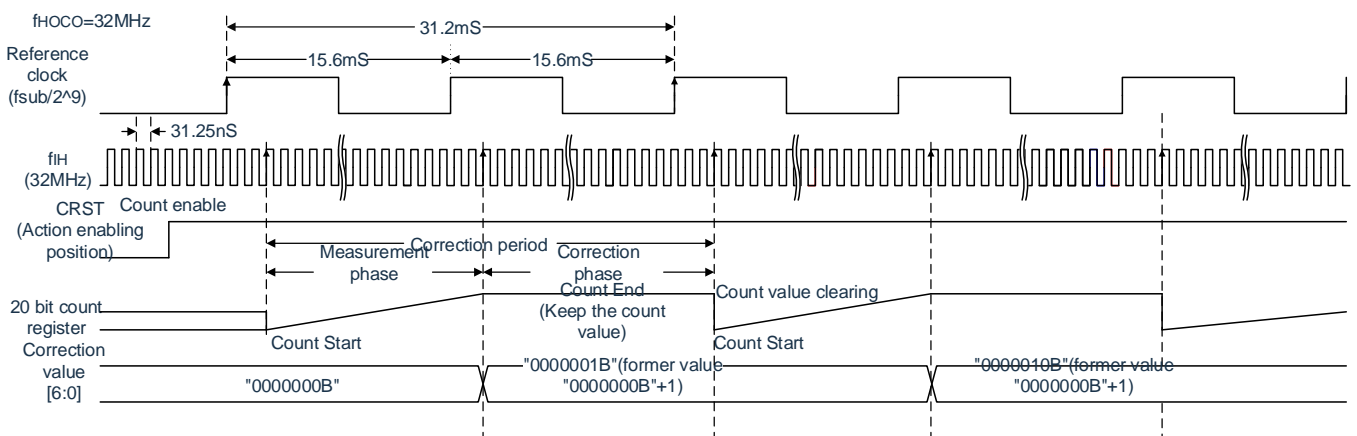 fHOCO=32MHz
31.2mS
Reference
clock
(fsub/2^9)
15.6mS
15.6mS
31.25nS
fIH
(32MHz)
Count enable
CRST
(Action enabling
position)
Correction period
Measurement
phase
Correction
phase
20 bit count
register
Count Start
Count End
(Keep the count
value)
Count value clearing
Count Start
Correction
value
[6:0]
"0000000B"
"0000001B"(former value
"0000000B"+1)
"0000010B"(former value
"0000000B"+1)